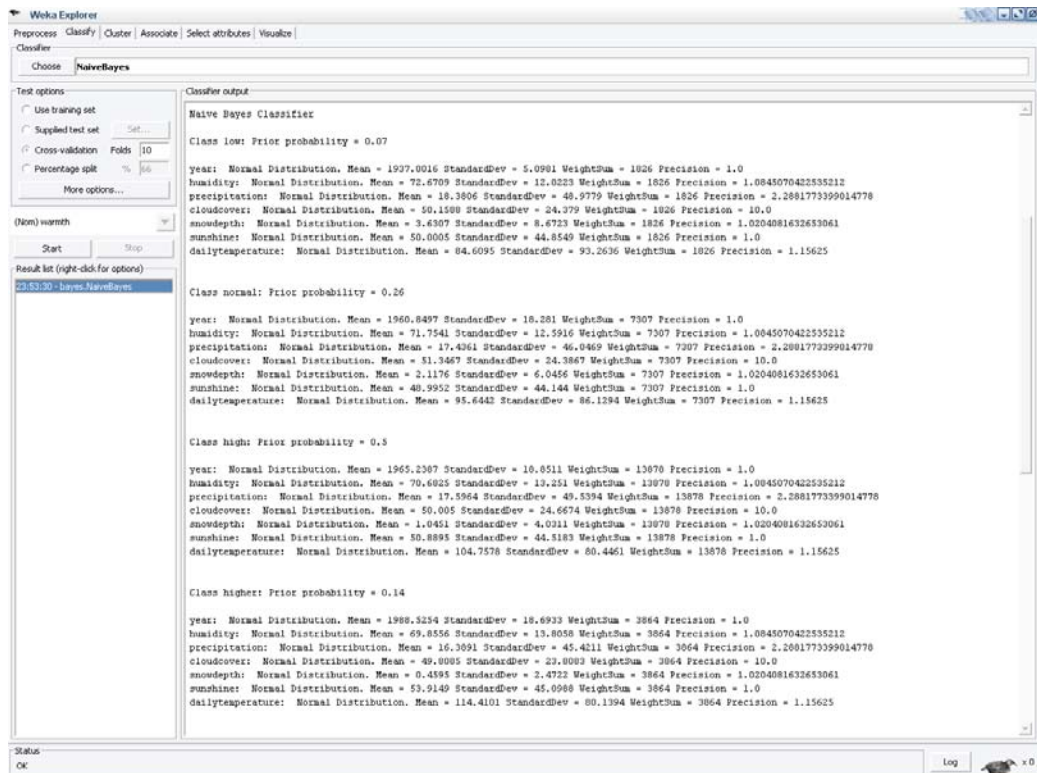 Weka Explorer
Preprocess Classify Cluster Associate Select attributes Visualize
Classifier
Choose NaiveBayes
Test options
Use training set
Supplied test set Set...
Cross-validation Folds 10
Percentage split % 66
More options...
(Nom) warmth
Start Stop
Result list (right-click for options)
23:53:30 - bayes.NaiveBayes
Classifier output
Naive Bayes Classifier
Class low: Prior probability = 0.07
year: Normal Distribution. Mean = 1937.0016 StandardDev = 5.0981 WeightSum = 1826 Precision = 1.0
humidity: Normal Distribution. Mean = 72.6709 StandardDev = 12.0223 WeightSum = 1826 Precision = 1.0845070422535212
precipitation: Normal Distribution. Mean = 18.3806 StandardDev = 48.9779 WeightSum = 1826 Precision = 2.2881773399014778
cloudcover: Normal Distribution. Mean = 50.1588 StandardDev = 24.379 WeightSum = 1826 Precision = 10.0
snowdepth: Normal Distribution. Mean = 3.6307 StandardDev = 8.6723 WeightSum = 1826 Precision = 1.0204081632653061
sunshine: Normal Distribution. Mean = 50.0005 StandardDev = 44.8549 WeightSum = 1826 Precision = 1.0
dailytemperature: Normal Distribution. Mean = 84.6095 StandardDev = 93.2636 WeightSum = 1826 Precision = 1.15625
Class normal: Prior probability = 0.26
year: Normal Distribution. Mean = 1960.8497 StandardDev = 18.281 WeightSum = 7307 Precision = 1.0
humidity: Normal Distribution. Mean = 71.7541 StandardDev = 12.5916 WeightSum = 7307 Precision = 1.0845070422535212
precipitation: Normal Distribution. Mean = 17.4361 StandardDev = 46.0469 WeightSum = 7307 Precision = 2.2881773399014778
cloudcover: Normal Distribution. Mean = 51.3467 StandardDev = 24.3867 WeightSum = 7307 Precision = 10.0
snowdepth: Normal Distribution. Mean = 2.1176 StandardDev = 6.0456 WeightSum = 7307 Precision = 1.0204081632653061
sunshine: Normal Distribution. Mean = 48.9952 StandardDev = 44.144 WeightSum = 7307 Precision = 1.0
dailytemperature: Normal Distribution. Mean = 95.6442 StandardDev = 86.1294 WeightSum = 7307 Precision = 1.15625
Class high: Prior probability = 0.5
year: Normal Distribution. Mean = 1965.2387 StandardDev = 18.8511 WeightSum = 13878 Precision = 1.0
humidity: Normal Distribution. Mean = 70.6825 StandardDev = 13.251 WeightSum = 13878 Precision = 1.0845070422535212
precipitation: Normal Distribution. Mean = 17.5964 StandardDev = 49.5394 WeightSum = 13878 Precision = 2.2881773399014778
cloudcover: Normal Distribution. Mean = 50.005 StandardDev = 24.6674 WeightSum = 13878 Precision = 10.0
snowdepth: Normal Distribution. Mean = 1.0451 StandardDev = 4.0311 WeightSum = 13878 Precision = 1.0204081632653061
sunshine: Normal Distribution. Mean = 50.8895 StandardDev = 44.5183 WeightSum = 13878 Precision = 1.0
dailytemperature: Normal Distribution. Mean = 104.7578 StandardDev = 80.4461 WeightSum = 13878 Precision = 1.15625
Class higher: Prior probability = 0.14
year: Normal Distribution. Mean = 1988.5254 StandardDev = 18.6933 WeightSum = 3864 Precision = 1.0
humidity: Normal Distribution. Mean = 69.8556 StandardDev = 13.8058 WeightSum = 3864 Precision = 1.0845070422535212
precipitation: Normal Distribution. Mean = 16.3891 StandardDev = 45.4211 WeightSum = 3864 Precision = 2.2881773399014778
cloudcover: Normal Distribution. Mean = 49.8085 StandardDev = 23.8083 WeightSum = 3864 Precision = 10.0
snowdepth: Normal Distribution. Mean = 0.4595 StandardDev = 2.4722 WeightSum = 3864 Precision = 1.0204081632653061
sunshine: Normal Distribution. Mean = 53.9149 StandardDev = 45.0988 WeightSum = 3864 Precision = 1.0
dailytemperature: Normal Distribution. Mean = 114.4101 StandardDev = 80.1394 WeightSum = 3864 Precision = 1.15625
Status
OK
Log
x 0